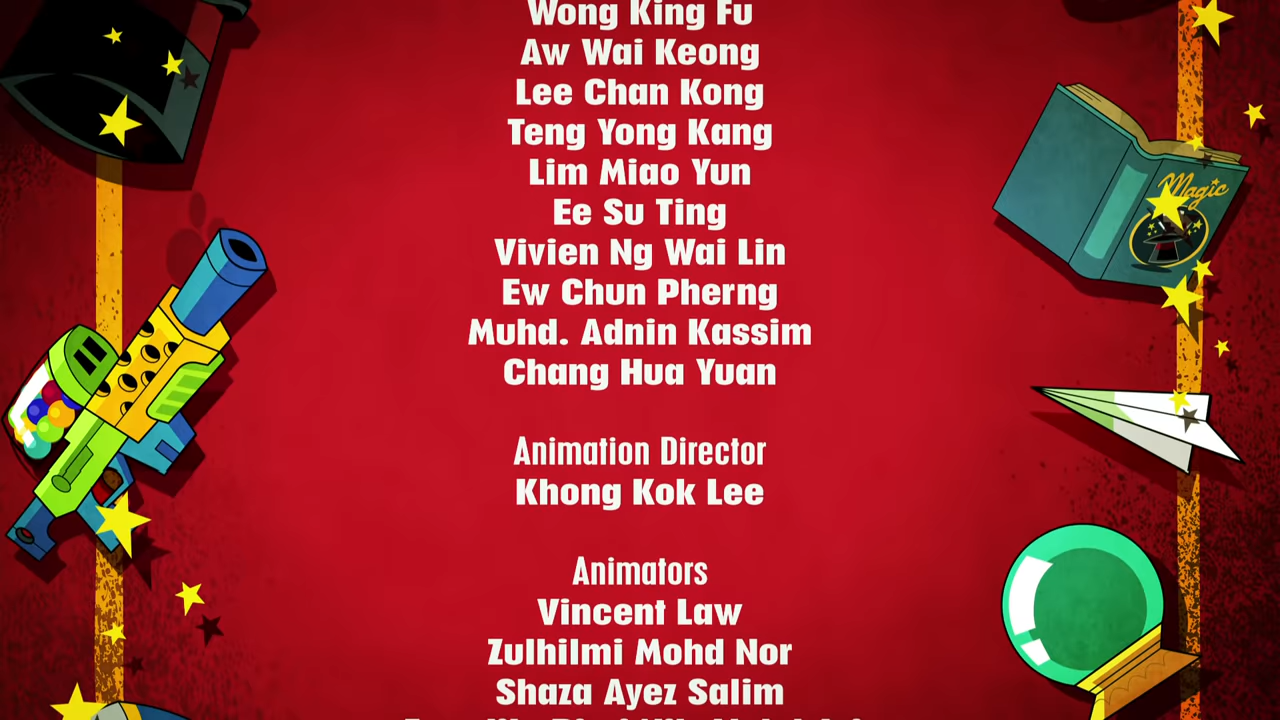 Wong King Fu
Aw Wai Keong
Lee Chan Kong
Teng Yong Kang
Lim Miao Yun
Ee Su Ting
Vivien Ng Wai Lin
Ew Chun Pherng
Muhd. Adnin Kassim
Chang Hua Yuan
Animation Director
Khong Kok Lee
Animators
Vincent Law
Zulhilmi Mohd Nor
Shaza Ayez Salim
Magic